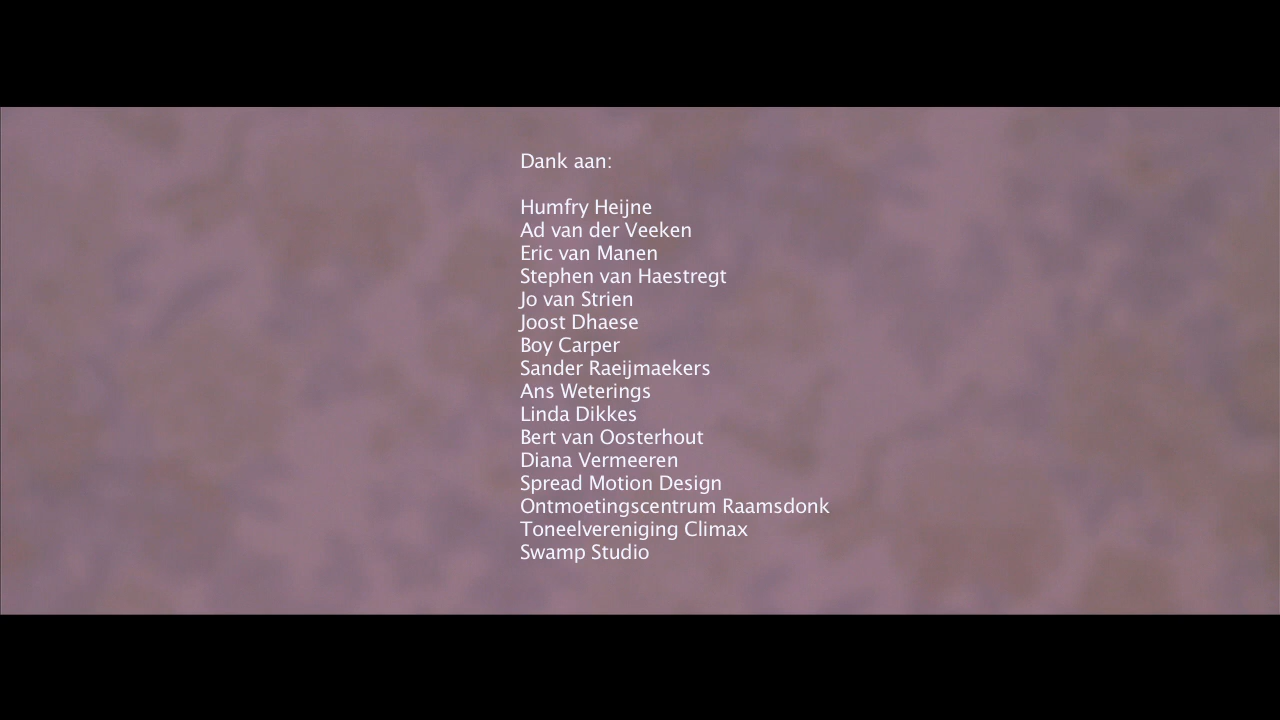 Dank aan:
Humfry Heijne
Ad van der Veeken
Eric van Manen
Stephen van Haestregt
Jo van Strien
Joost Dhaese
Boy Carper
Sander Raeijmaekers
Ans Weterings
Linda Dikkes
Bert van Oosterhout
Diana Vermeeren
Spread Motion Design
Ontmoetingscentrum Raamsdonk
Toneelvereniging Climax
Swamp Studio